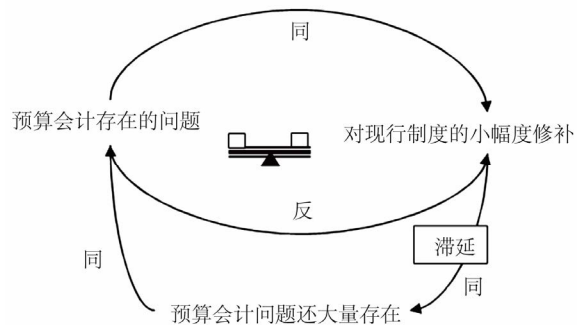 同
预算会计存在的问题
对现行制度的小幅度修补
反
滞延
同
同
预算会计问题还大量存在